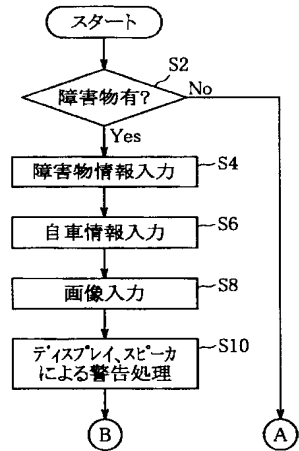 スタート
S2
障害物有?
No
Yes
障害物情報入力
S4
自車情報入力
S6
画像入力
S8
ディスプレイ、スピーカ
による警告処理
S10
B
A